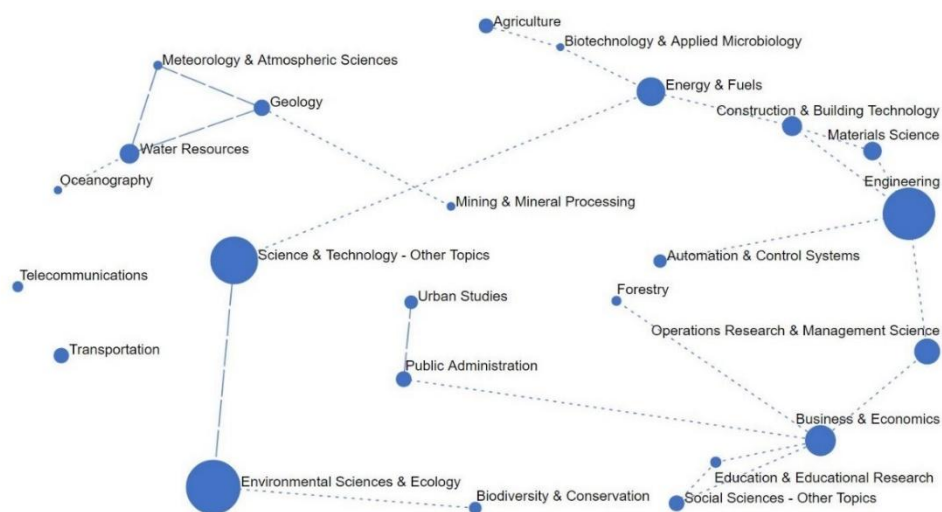 Agriculture
Biotechnology & Applied Microbiology
Meteorology & Atmospheric Sciences
Energy & Fuels
Geology
Construction & Building Technology
Materials Science
Water Resources
Oceanography
Engineering
Mining & Mineral Processing
Science & Technology - Other Topics
Automation & Control Systems
Telecommunications
Urban Studies
Forestry
Operations Research & Management Science
Transportation
Public Administration
Business & Economics
Education & Educational Research
Environmental Sciences & Ecology
Biodiversity & Conservation
Social Sciences - Other Topics